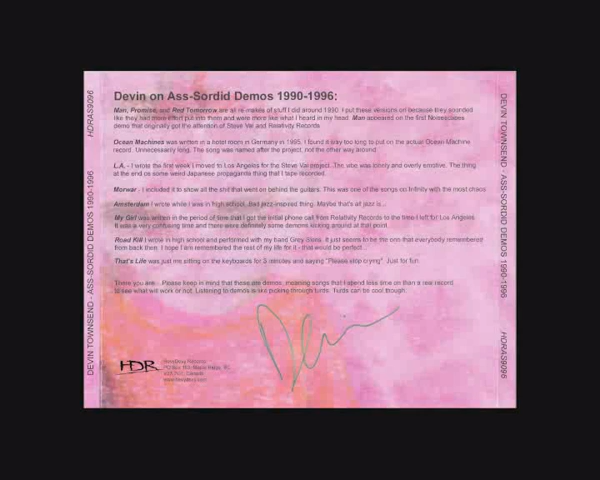 Devin on Ass-Sordid Demos 1990-1996:
Man, Promise, and Red Tomorrow are all re-makes of stuff I did around 1990. I put these versions on because they sounded
like they had more effort put into them and were more like what I heard in my head. Man appeared on the first Noisescapes
demo that originally got the attention of Steve Vai and Relativity Records
Ocean Machines was written in a hotel room in Germany in 1995. I found it way too long to put on the actual Ocean Machine
record. Unnecessarily long. The song was named after the project, not the other way around.
L.A. - I wrote the first week I moved to Los Angeles for the Steve Vai project. The vibe was bionty and overly emotive. The thing
at the end os some weird Japanese propaganda thing that I tape recorded.
Morwar - I included it to show all the shit that went on behind the guitars. This was one of the songs on Infinity with the most chaos
Amsterdam I wrote while I was in high school, bad jazz-inspired thing. Maybe that's all jazz is...
My Girl was written in the period of time that I got the initial phone call from Relativity Records to the time I left for Los Angeles.
It was a very confusing time and there were definitely some demons lurking around at that point.
Road Kill I wrote in high school and performed with my band Grey Skies. It just seems to be the one that everybody remembered
from back then. I hope I am remembered the rest of my life for it - that would be perfect...
That's Life was just me sitting on the keyboards for 3 minutes and saying "Please stop crying". Just for fun.
There you are - Please keep in mind that these are demos, meaning songs that I spend less time on than a real record
to see what will work or not. Listening to demos is like picking through turds. Turds can be cool though
Devin
HDR
HevyDevy Records
Canada
DEVIN TOWNSEND - ASS-SORDID DEMOS 1990-1996
HDRAS9096
DEVIN TOWNSEND - ASS-SORDID DEMOS 1990-1996
HDRAS9096